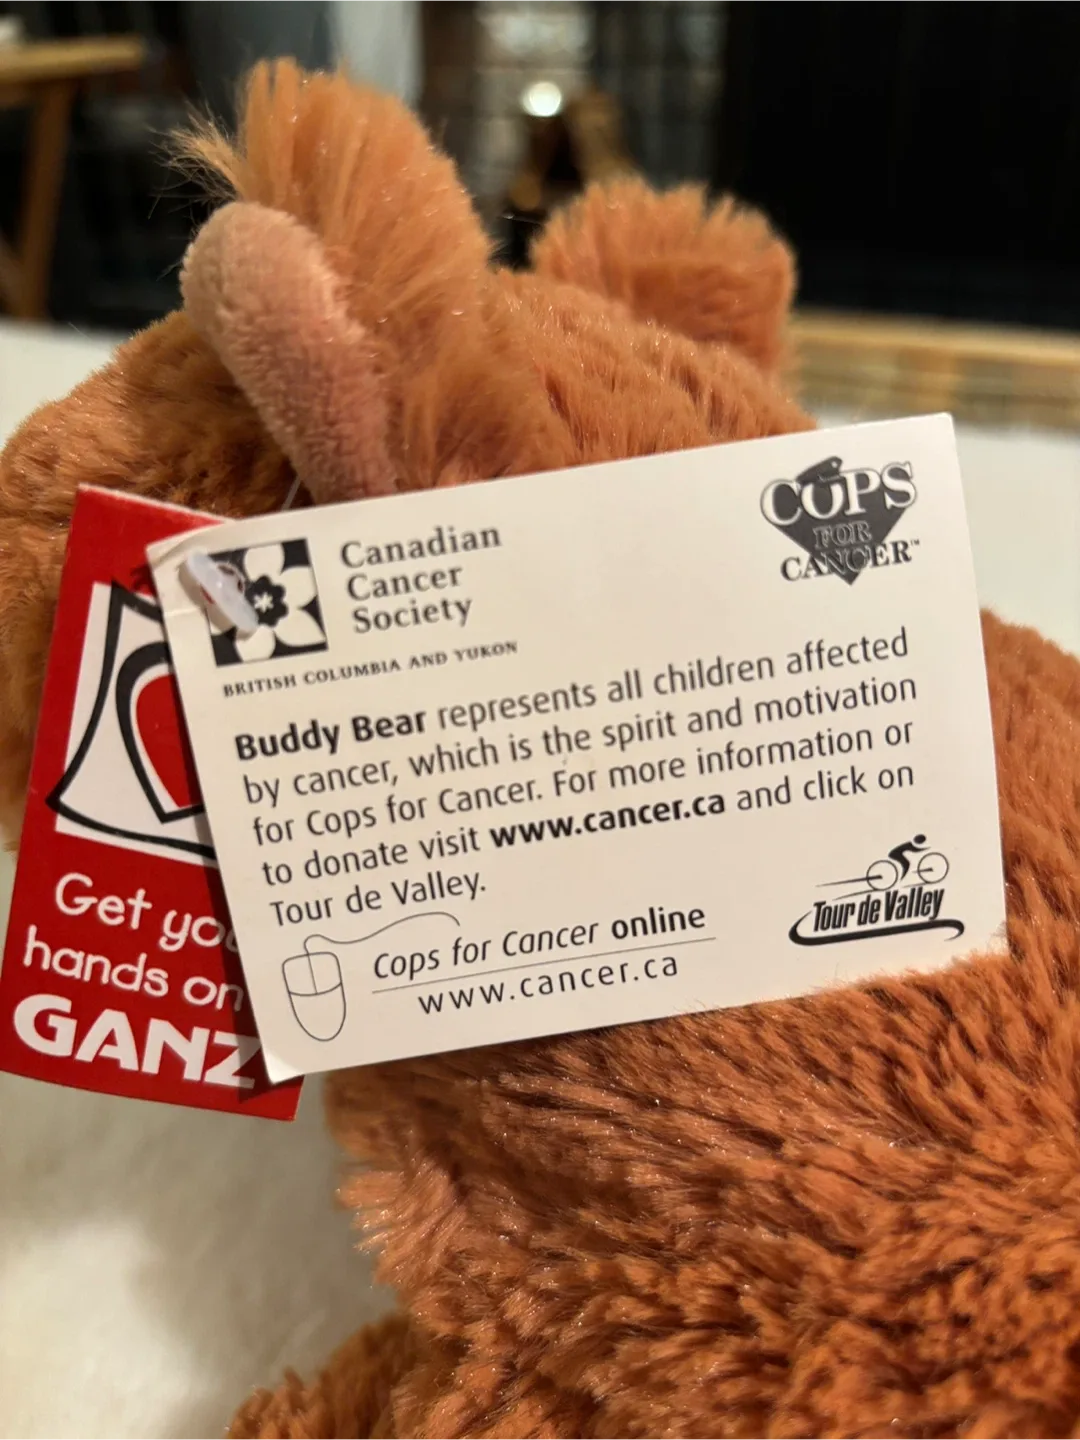 Canadian
Cancer
Society
BRITISH COLUMBIA AND YUKON
COPS
FOR
CANCER™
Buddy Bear represents all children affected
by cancer, which is the spirit and motivation
for Cops for Cancer. For more information or
to donate visit www.cancer.ca and click on
Tour de Valley.
Cops for Cancer online
www.cancer.ca
Tour de Valley
Get you
hands on
GANZ